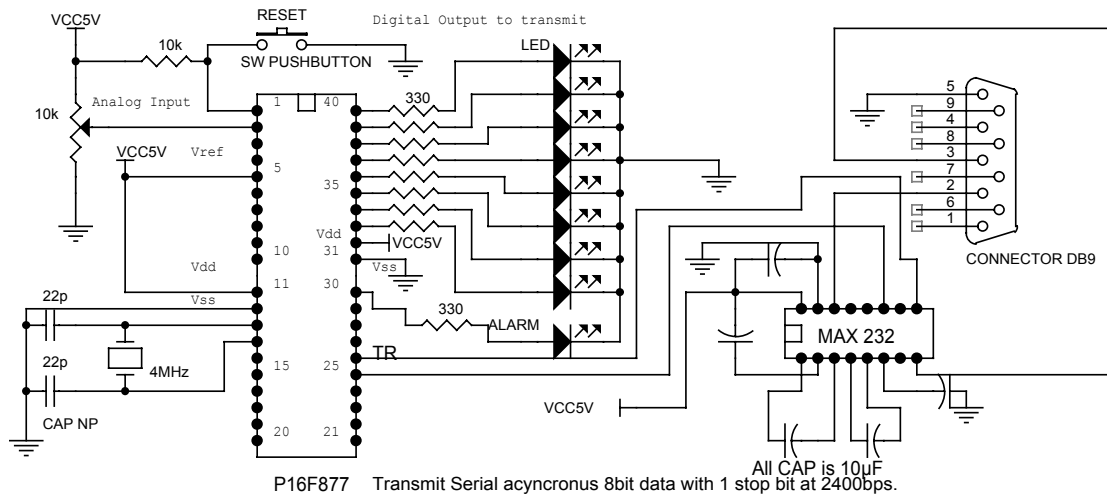 RESET
Digital Output to transmit
VCC5V
10k
SW PUSHBUTTON
LED
Analog Input
10k
1
40
330
Vref
VCC5V
5
35
Vdd
VCC5V
10
31
Vdd
Vss
11
30
Vss
22p
330
ALARM
TR
22p
4MHz
15
25
CAP NP
20
21
VCC5V
5
9
4
8
3
7
2
6
1
CONNECTOR DB9
MAX 232
All CAP is 10µF
P16F877
Transmit Serial acyncronus 8bit data with 1 stop bit at 2400bps.